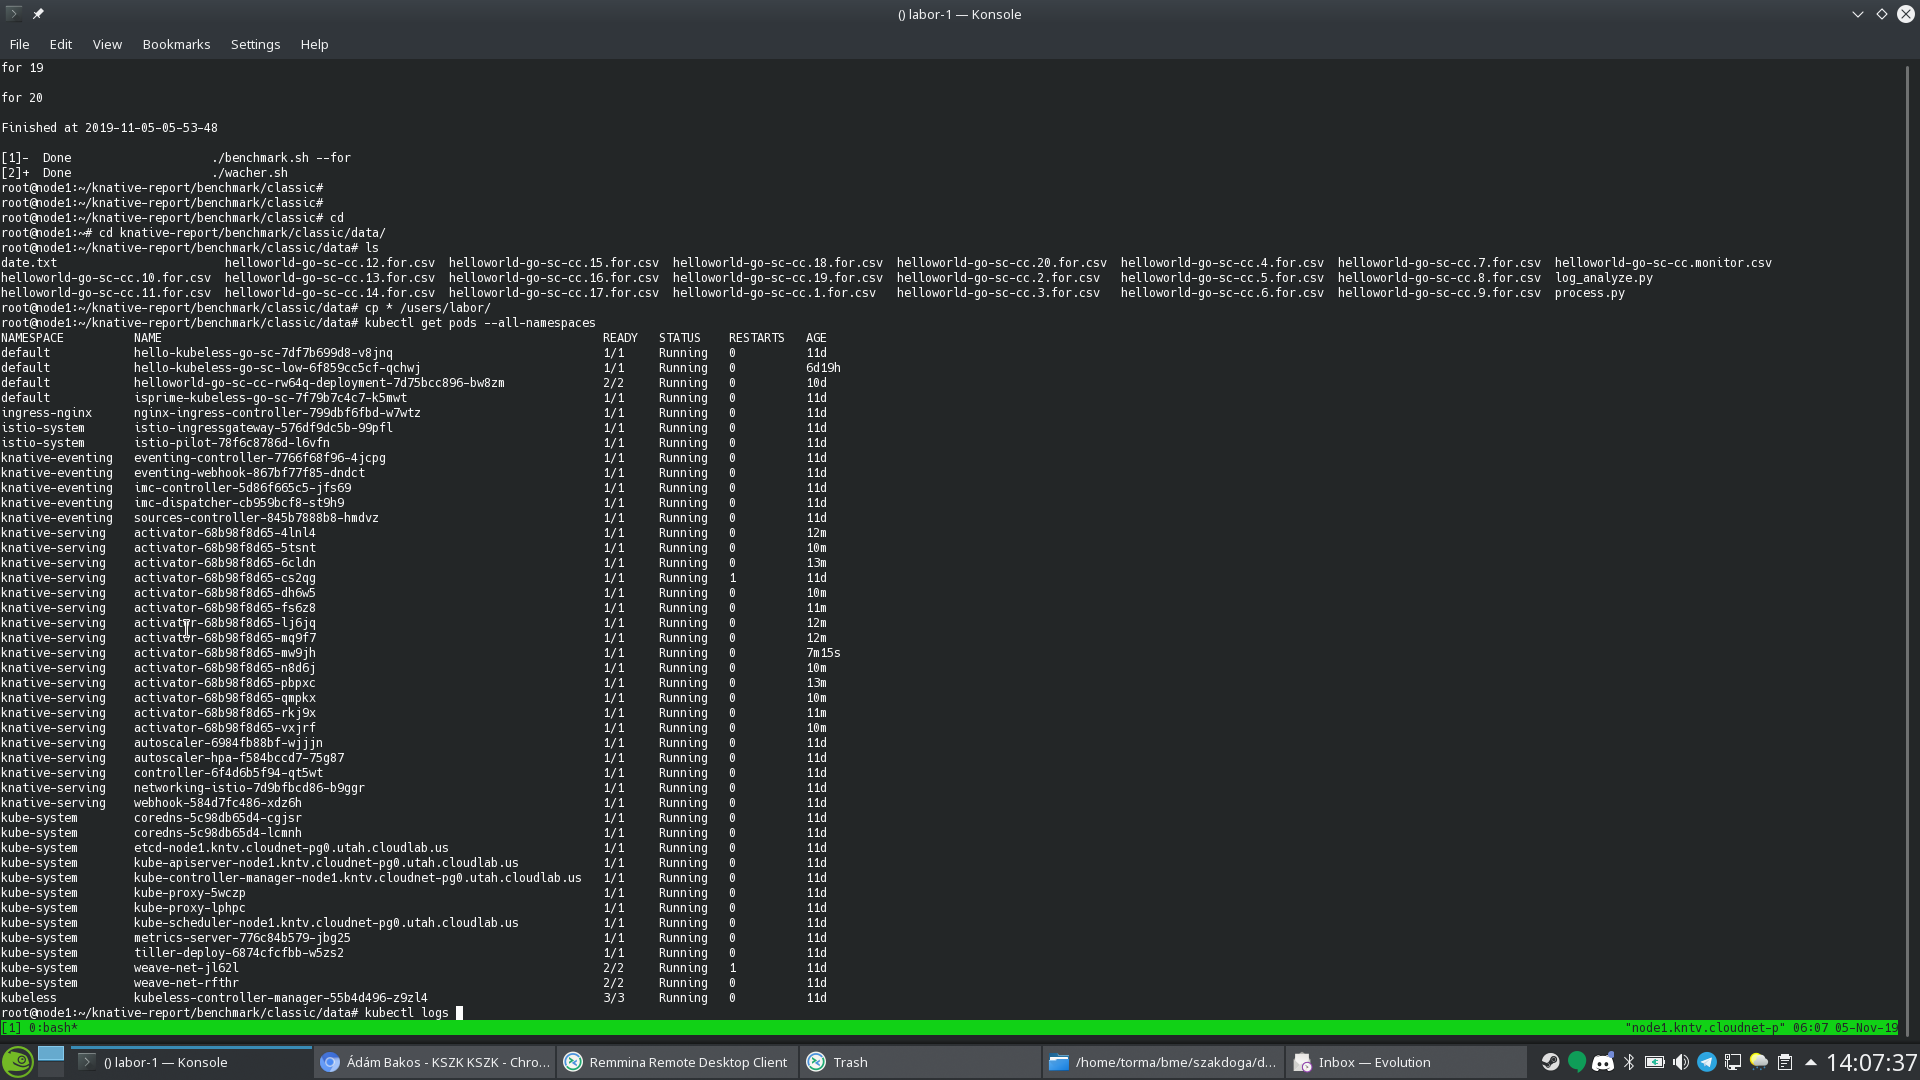 () labor-1 — Konsole
File Edit View Bookmarks Settings Help
for 19
for 20
Finished at 2019-11-05-05-53-48
[1]-  Done                    ./benchmark.sh --for
[2]+  Done                    ./wacher.sh
root@node1:~/knative-report/benchmark/classic#
root@node1:~/knative-report/benchmark/classic#
root@node1:~/knative-report/benchmark/classic# cd
root@node1:~# cd knative-report/benchmark/classic/data/
root@node1:~/knative-report/benchmark/classic/data# ls
date.txt                        helloworld-go-sc-cc.12.for.csv  helloworld-go-sc-cc.15.for.csv  helloworld-go-sc-cc.18.for.csv  helloworld-go-sc-cc.20.for.csv  helloworld-go-sc-cc.4.for.csv  helloworld-go-sc-cc.7.for.csv  helloworld-go-sc-cc.monitor.csv
helloworld-go-sc-cc.10.for.csv  helloworld-go-sc-cc.13.for.csv  helloworld-go-sc-cc.16.for.csv  helloworld-go-sc-cc.19.for.csv  helloworld-go-sc-cc.2.for.csv   helloworld-go-sc-cc.5.for.csv  helloworld-go-sc-cc.8.for.csv  log_analyze.py
helloworld-go-sc-cc.11.for.csv  helloworld-go-sc-cc.14.for.csv  helloworld-go-sc-cc.17.for.csv  helloworld-go-sc-cc.1.for.csv   helloworld-go-sc-cc.3.for.csv   helloworld-go-sc-cc.6.for.csv  helloworld-go-sc-cc.9.for.csv  process.py
root@node1:~/knative-report/benchmark/classic/data# cp * /users/labor/
root@node1:~/knative-report/benchmark/classic/data# kubectl get pods --all-namespaces
NAMESPACE NAME READY STATUS RESTARTS AGE
default hello-kubeless-go-sc-7df7b699d8-v8jnq 1/1 Running 0 11d
default hello-kubeless-go-sc-low-6f859cc5cf-qchwj 1/1 Running 0 6d19h
default helloworld-go-sc-cc-rw64q-deployment-7d75bcc896-bw8zm 2/2 Running 0 10d
default isprime-kubeless-go-sc-7f79b7c4c7-k5mwt 1/1 Running 0 11d
ingress-nginx nginx-ingress-controller-799dbf6fbd-w7wtz 1/1 Running 0 11d
istio-system istio-ingressgateway-576df9dc5b-99pfl 1/1 Running 0 11d
istio-system istio-pilot-78f6c8786d-l6vfn 1/1 Running 0 11d
knative-eventing eventing-controller-7766f68f96-4jcpg 1/1 Running 0 11d
knative-eventing eventing-webhook-867bf77f85-dndct 1/1 Running 0 11d
knative-eventing imc-controller-5d86f665c5-jfs69 1/1 Running 0 11d
knative-eventing imc-dispatcher-cb959bcf8-st9h9 1/1 Running 0 11d
knative-eventing sources-controller-845b7888b8-hmdvz 1/1 Running 0 11d
knative-serving activator-68b98f8d65-4lnl4 1/1 Running 0 12m
knative-serving activator-68b98f8d65-5tsnt 1/1 Running 0 10m
knative-serving activator-68b98f8d65-6cldn 1/1 Running 0 13m
knative-serving activator-68b98f8d65-cs2qg 1/1 Running 1 11d
knative-serving activator-68b98f8d65-dh6w5 1/1 Running 0 10m
knative-serving activator-68b98f8d65-fs6z8 1/1 Running 0 11m
knative-serving activator-68b98f8d65-lj6jq 1/1 Running 0 12m
knative-serving activator-68b98f8d65-mq9f7 1/1 Running 0 12m
knative-serving activator-68b98f8d65-mw9jh 1/1 Running 0 7m15s
knative-serving activator-68b98f8d65-n8d6j 1/1 Running 0 10m
knative-serving activator-68b98f8d65-pbpxc 1/1 Running 0 13m
knative-serving activator-68b98f8d65-qmpkx 1/1 Running 0 10m
knative-serving activator-68b98f8d65-rkj9x 1/1 Running 0 11m
knative-serving activator-68b98f8d65-vxjrf 1/1 Running 0 10m
knative-serving autoscaler-6984fb88bf-wjjjn 1/1 Running 0 11d
knative-serving autoscaler-hpa-f584bccd7-75g87 1/1 Running 0 11d
knative-serving controller-6f4d6b5f94-qt5wt 1/1 Running 0 11d
knative-serving networking-istio-7d9bfbcd86-b9ggr 1/1 Running 0 11d
knative-serving webhook-584d7fc486-xdz6h 1/1 Running 0 11d
kube-system coredns-5c98db65d4-cgjsr 1/1 Running 0 11d
kube-system coredns-5c98db65d4-lcmnh 1/1 Running 0 11d
kube-system etcd-node1.kntv.cloudnet-pg0.utah.cloudlab.us 1/1 Running 0 11d
kube-system kube-apiserver-node1.kntv.cloudnet-pg0.utah.cloudlab.us 1/1 Running 0 11d
kube-system kube-controller-manager-node1.kntv.cloudnet-pg0.utah.cloudlab.us 1/1 Running 0 11d
kube-system kube-proxy-5wczp 1/1 Running 0 11d
kube-system kube-proxy-lphpc 1/1 Running 0 11d
kube-system kube-scheduler-node1.kntv.cloudnet-pg0.utah.cloudlab.us 1/1 Running 0 11d
kube-system metrics-server-776c84b579-jbg25 1/1 Running 0 11d
kube-system tiller-deploy-6874cfcfbb-w5zs2 1/1 Running 0 11d
kube-system weave-net-jl62l 2/2 Running 1 11d
kube-system weave-net-rfthr 2/2 Running 0 11d
kubeless kubeless-controller-manager-55b4d496-z9zl4 3/3 Running 0 11d
root@node1:~/knative-report/benchmark/classic/data# kubectl logs
[1] 0:bash* "node1.kntv.cloudnet-p" 06:07 05-Nov-19
() labor-1 — Konsole Ádám Bakos - KSZK KSZK - Chro... Remmina Remote Desktop Client Trash /home/torma/bme/szakdoga/d... Inbox — Evolution 14:07:37